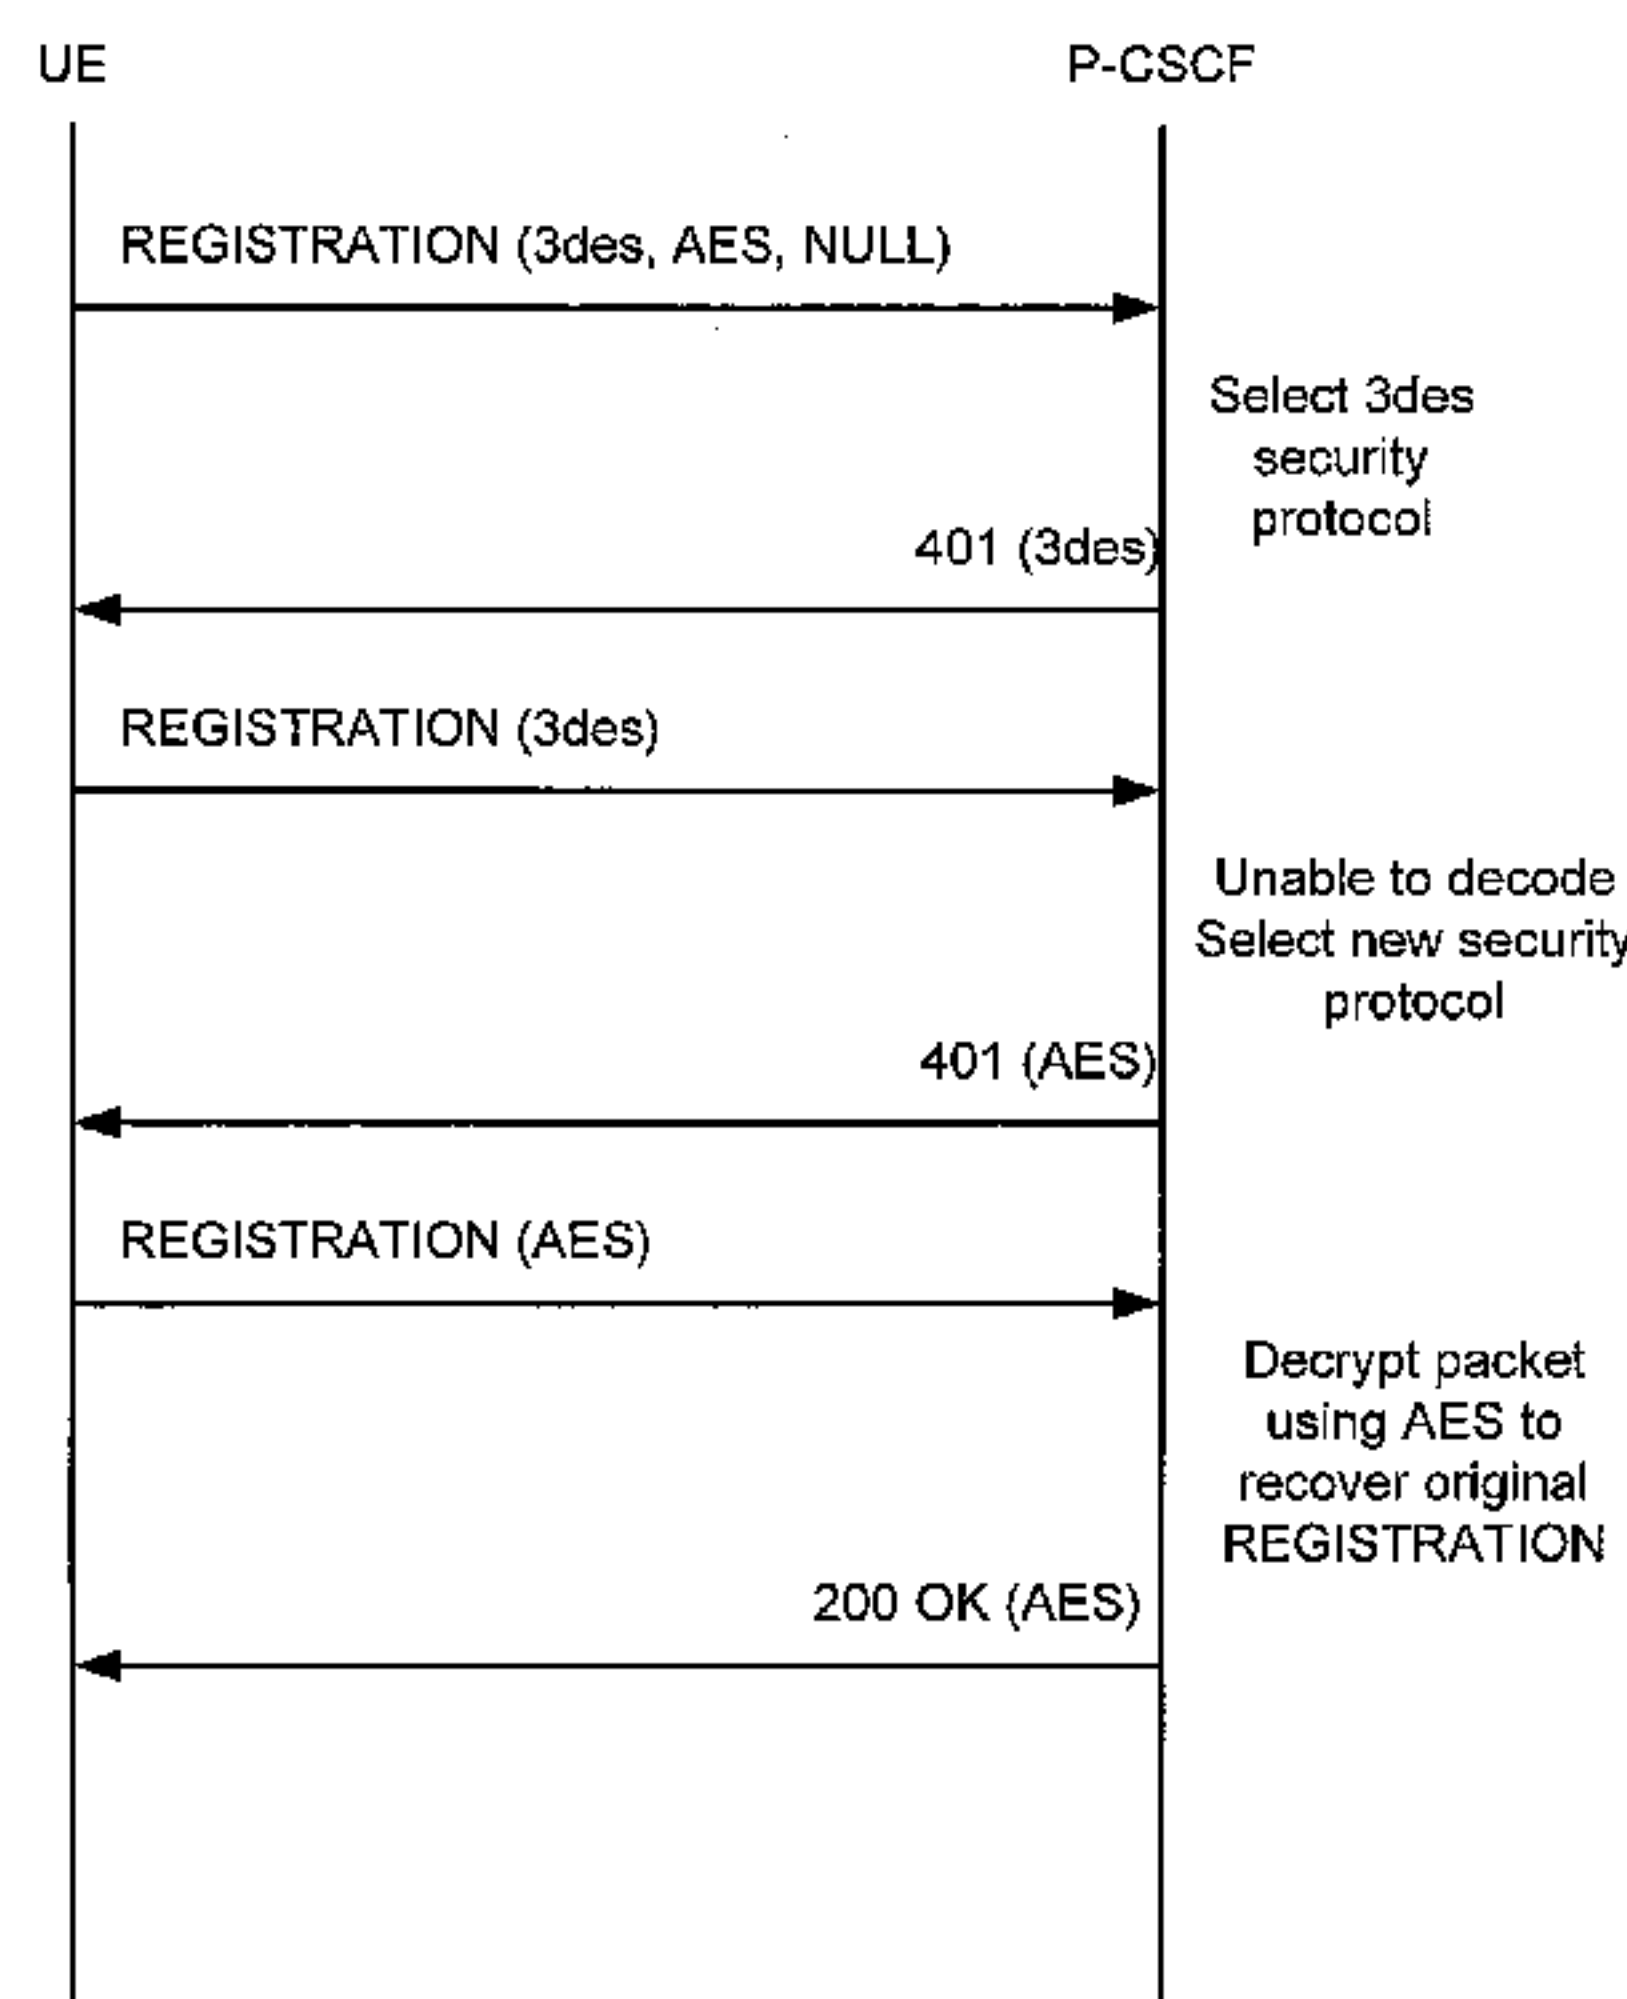 UE
P-CSCF
REGISTRATION (3des, AES, NULL)
Select 3des
security
protocol
401 (3des)
REGISTRATION (3des)
Unable to decode
Select new security
protocol
401 (AES)
REGISTRATION (AES)
Decrypt packet
using AES to
recover original
REGISTRATION
200 OK (AES)